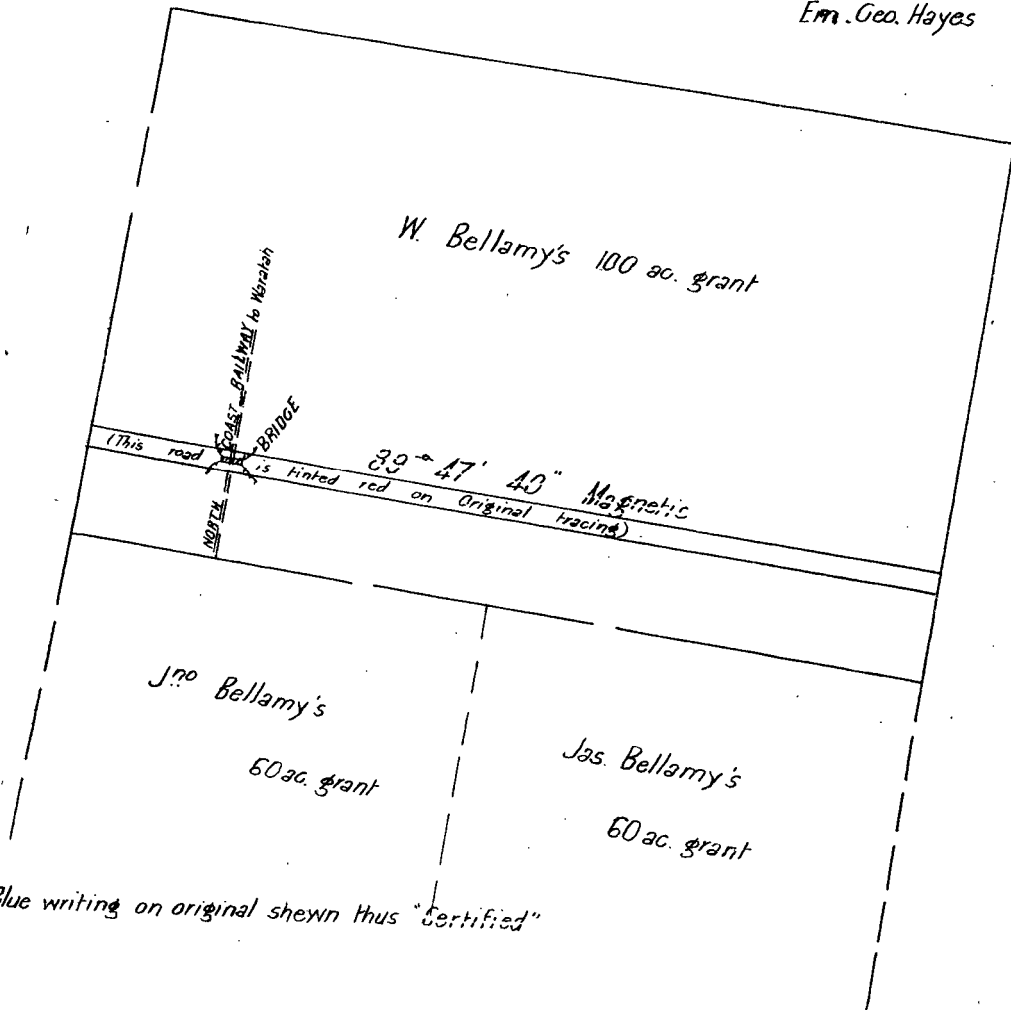 Em. Geo. Hayes
W. Bellamy's 100 ac. grant
NORTH COAST RAILWAY to Waratah
BRIDGE
89° 47' 40" Magnetic
(This road is tinted red on Original tracing)
Jno Bellamy's
60 ac. grant
Jas. Bellamy's
60 ac. grant
Blue writing on original shewn thus "Certified"